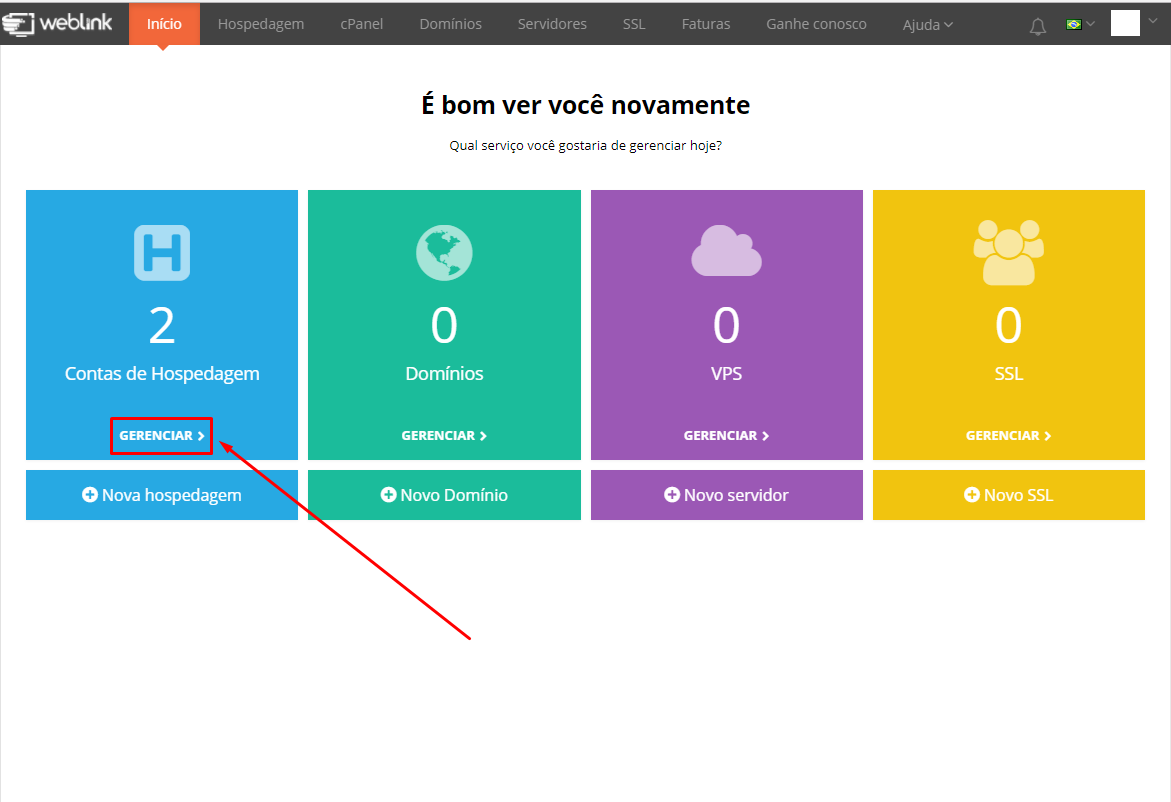 weblink Início Hospedagem cPanel Domínios Servidores SSL Faturas Ganhe conosco Ajuda
É bom ver você novamente
Qual serviço você gostaria de gerenciar hoje?
H
2 0 0 0
Contas de Hospedagem Domínios VPS SSL
GERENCIAR GERENCIAR GERENCIAR GERENCIAR
Nova hospedagem Novo Domínio Novo servidor Novo SSL